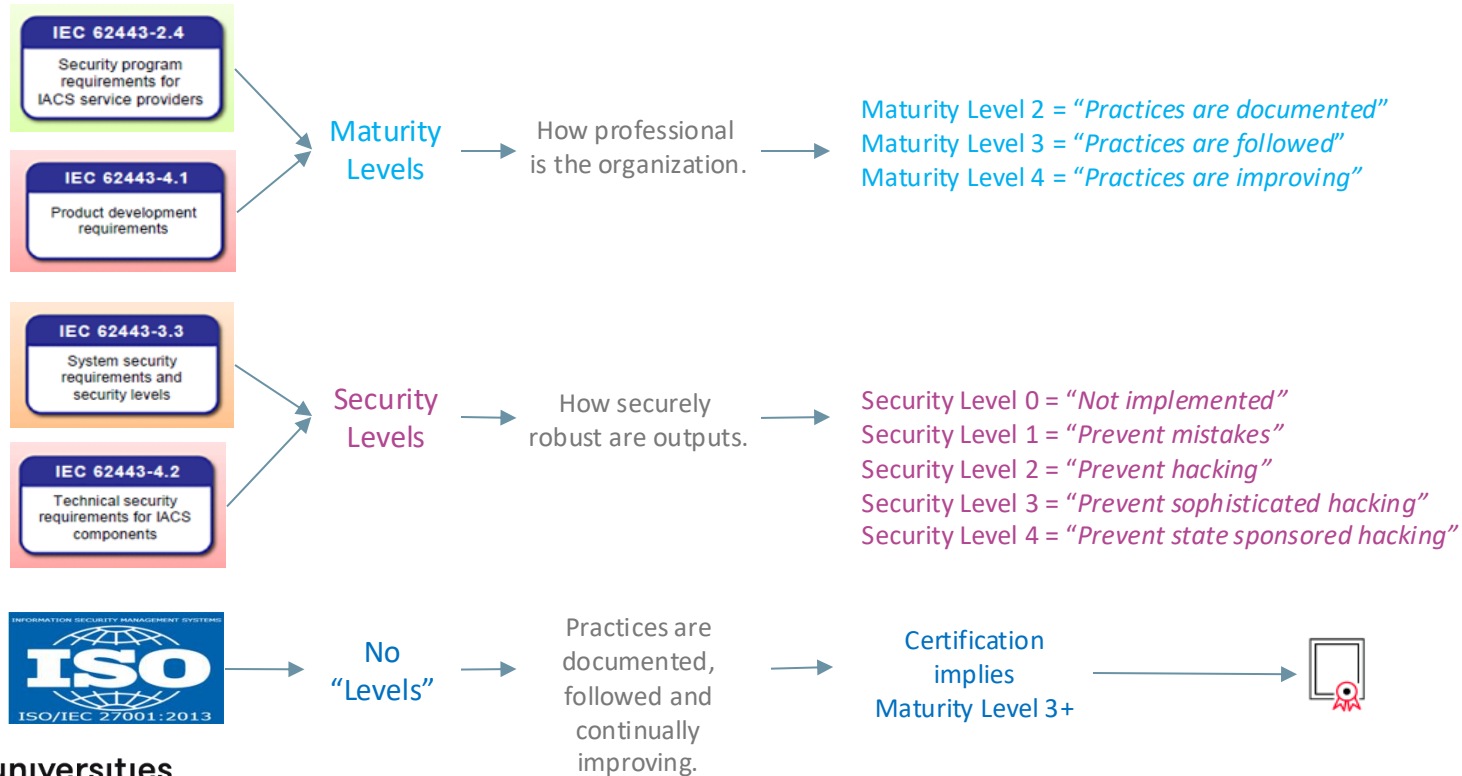 IEC 62443-2.4
Security program
requirements for
IACS service providers
IEC 62443-4.1
Product development
requirements
Maturity
Levels
How professional
is the organization.
Maturity Level 2 = “Practices are documented”
Maturity Level 3 = “Practices are followed”
Maturity Level 4 = “Practices are improving”
IEC 62443-3.3
System security
requirements and
security levels
IEC 62443-4.2
Technical security
requirements for IACS
components
Security
Levels
How securely
robust are outputs.
Security Level 0 = “Not implemented”
Security Level 1 = “Prevent mistakes”
Security Level 2 = “Prevent hacking”
Security Level 3 = “Prevent sophisticated hacking”
Security Level 4 = “Prevent state sponsored hacking”
INFORMATION SECURITY MANAGEMENT SYSTEMS
ISO
ISO/IEC 27001:2013
No
“Levels”
Practices are
documented,
followed and
continually
improving.
Certification
implies
Maturity Level 3+
universities